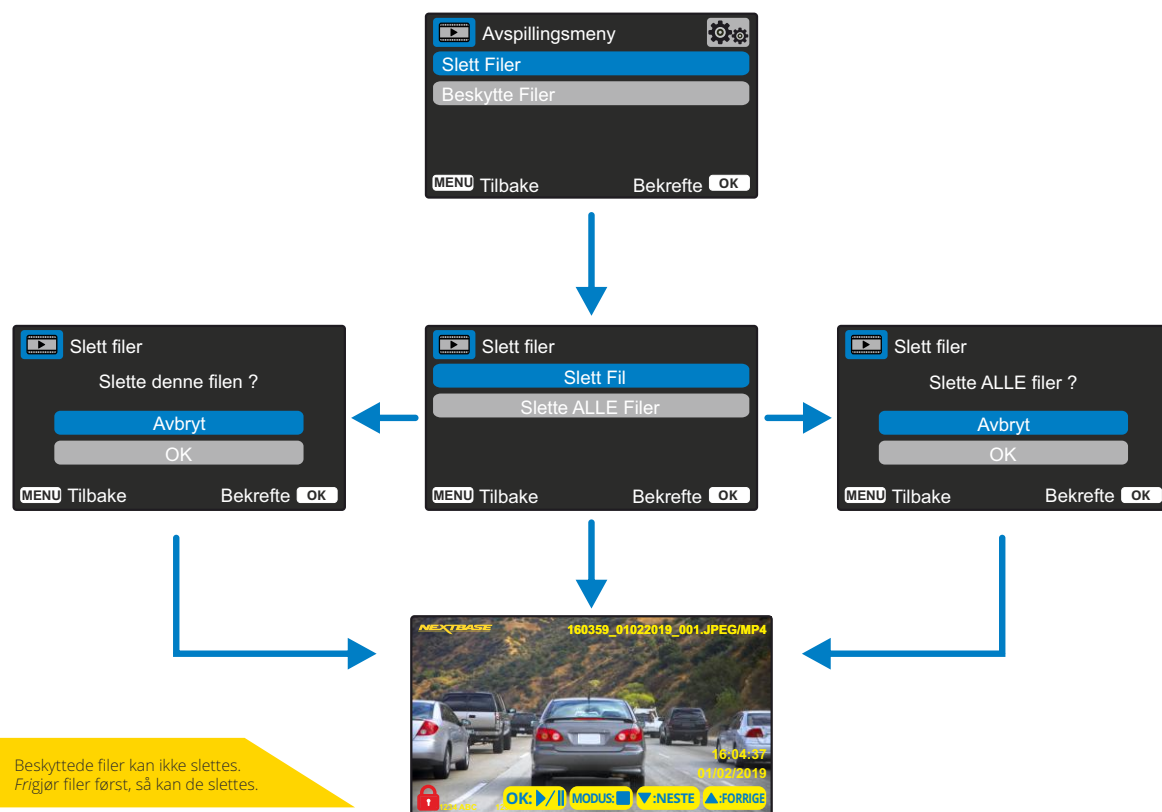 Avspillingsmeny
Slett Filer
Beskytte Filer
MENU Tilbake Bekrefte OK
Slett filer
Slette denne filen ?
Avbryt
OK
MENU Tilbake Bekrefte OK
Slett filer
Slett Fil
Slette ALLE Filer
MENU Tilbake Bekrefte OK
Slett filer
Slette ALLE filer ?
Avbryt
OK
MENU Tilbake Bekrefte OK
NEXTBASE 160359_01022019_001.JPEG/MP4
16:04:37
01/02/2019
OK: ▶/|| MODUS: ■ ▼:NESTE ▲:FORRIGE
Beskyttede filer kan ikke slettes.
Frigjør filer først, så kan de slettes.